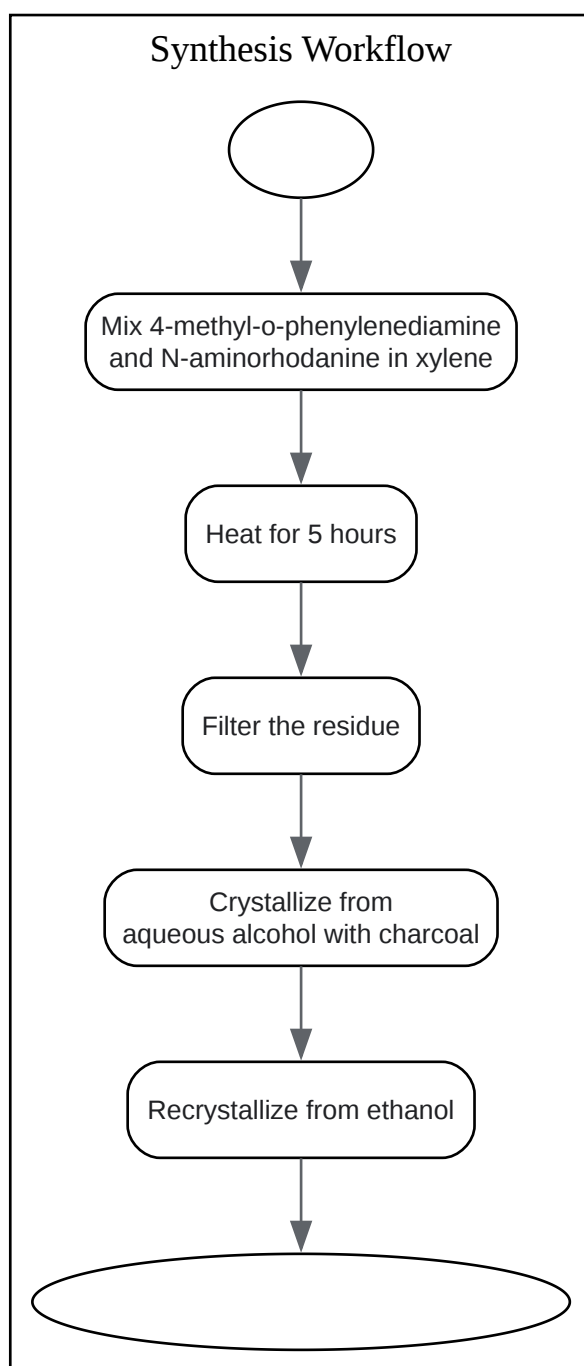 Synthesis Workflow
Mix 4-methyl-o-phenylenediamine
and N-aminorhodanine in xylene
Heat for 5 hours
Filter the residue
Crystallize from
aqueous alcohol with charcoal
Recrystallize from ethanol